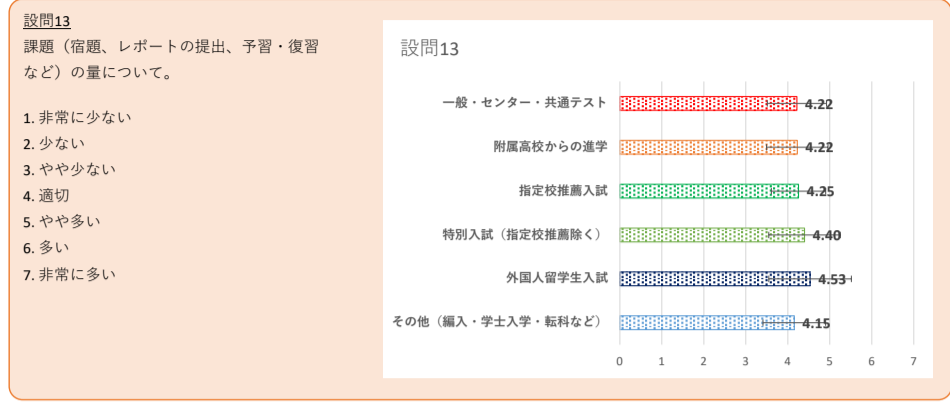 設問13
課題（宿題、レポートの提出、予習・復習
など）の量について。
1. 非常に少ない
2. 少ない
3. やや少ない
4. 適切
5. やや多い
6. 多い
7. 非常に多い
設問13
一般・センター・共通テスト 4.22
附属高校からの進学 4.22
指定校推薦入試 4.25
特別入試（指定校推薦除く） 4.40
外国人留学生入試 4.53
その他（編入・学士入学・転科など） 4.15
0 1 2 3 4 5 6 7